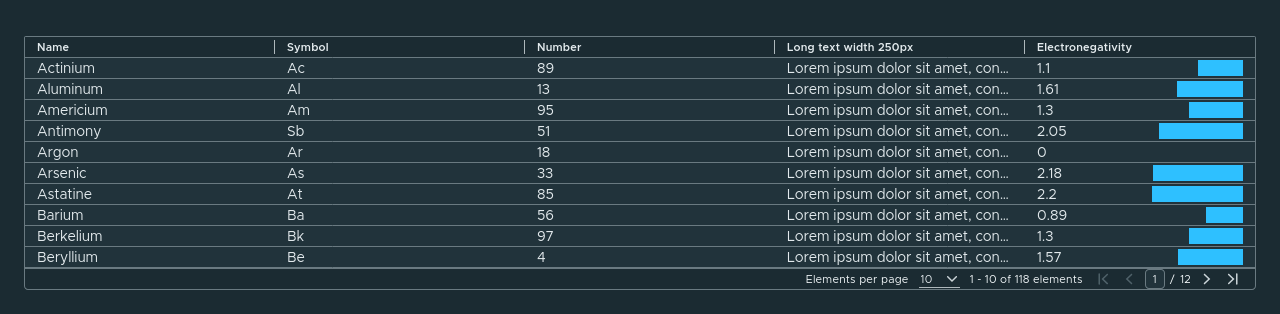 Name Symbol Number Long text width 250px Electronegativity
Actinium Ac 89 Lorem ipsum dolor sit amet, con... 1.1
Aluminum Al 13 Lorem ipsum dolor sit amet, con... 1.61
Americium Am 95 Lorem ipsum dolor sit amet, con... 1.3
Antimony Sb 51 Lorem ipsum dolor sit amet, con... 2.05
Argon Ar 18 Lorem ipsum dolor sit amet, con... 0
Arsenic As 33 Lorem ipsum dolor sit amet, con... 2.18
Astatine At 85 Lorem ipsum dolor sit amet, con... 2.2
Barium Ba 56 Lorem ipsum dolor sit amet, con... 0.89
Berkelium Bk 97 Lorem ipsum dolor sit amet, con... 1.3
Beryllium Be 4 Lorem ipsum dolor sit amet, con... 1.57
Elements per page 10 1 - 10 of 118 elements 1 / 12